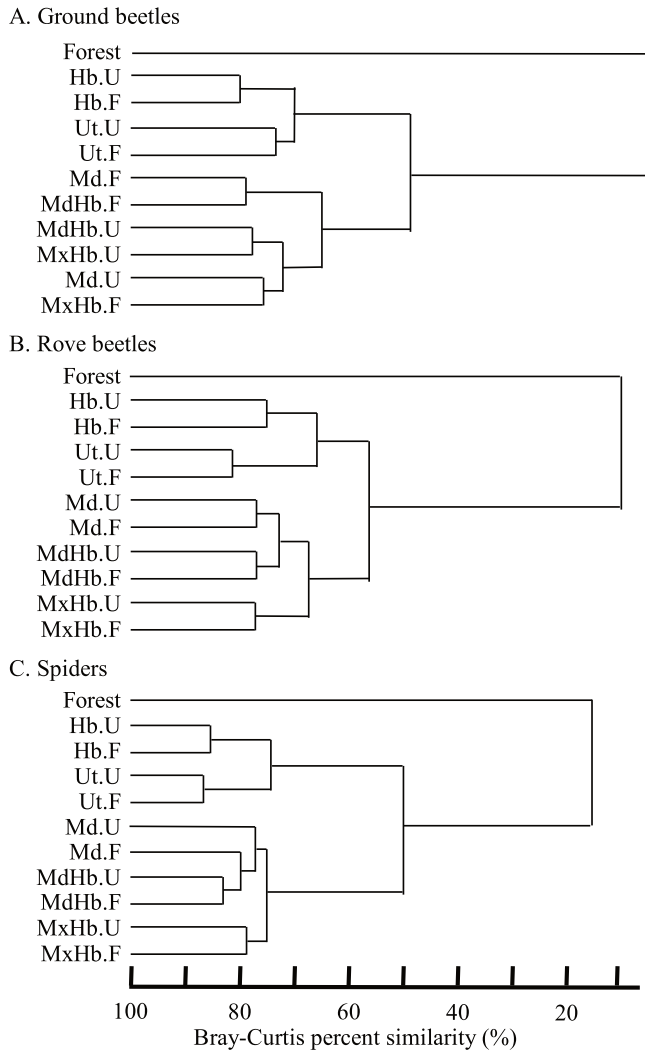 A. Ground beetles
Forest
Hb.U
Hb.F
Ut.U
Ut.F
Md.F
MdHb.F
MdHb.U
MxHb.U
Md.U
MxHb.F
B. Rove beetles
Forest
Hb.U
Hb.F
Ut.U
Ut.F
Md.U
Md.F
MdHb.U
MdHb.F
MxHb.U
MxHb.F
C. Spiders
Forest
Hb.U
Hb.F
Ut.U
Ut.F
Md.U
Md.F
MdHb.U
MdHb.F
MxHb.U
MxHb.F
100 80 60 40 20
Bray-Curtis percent similarity (%)